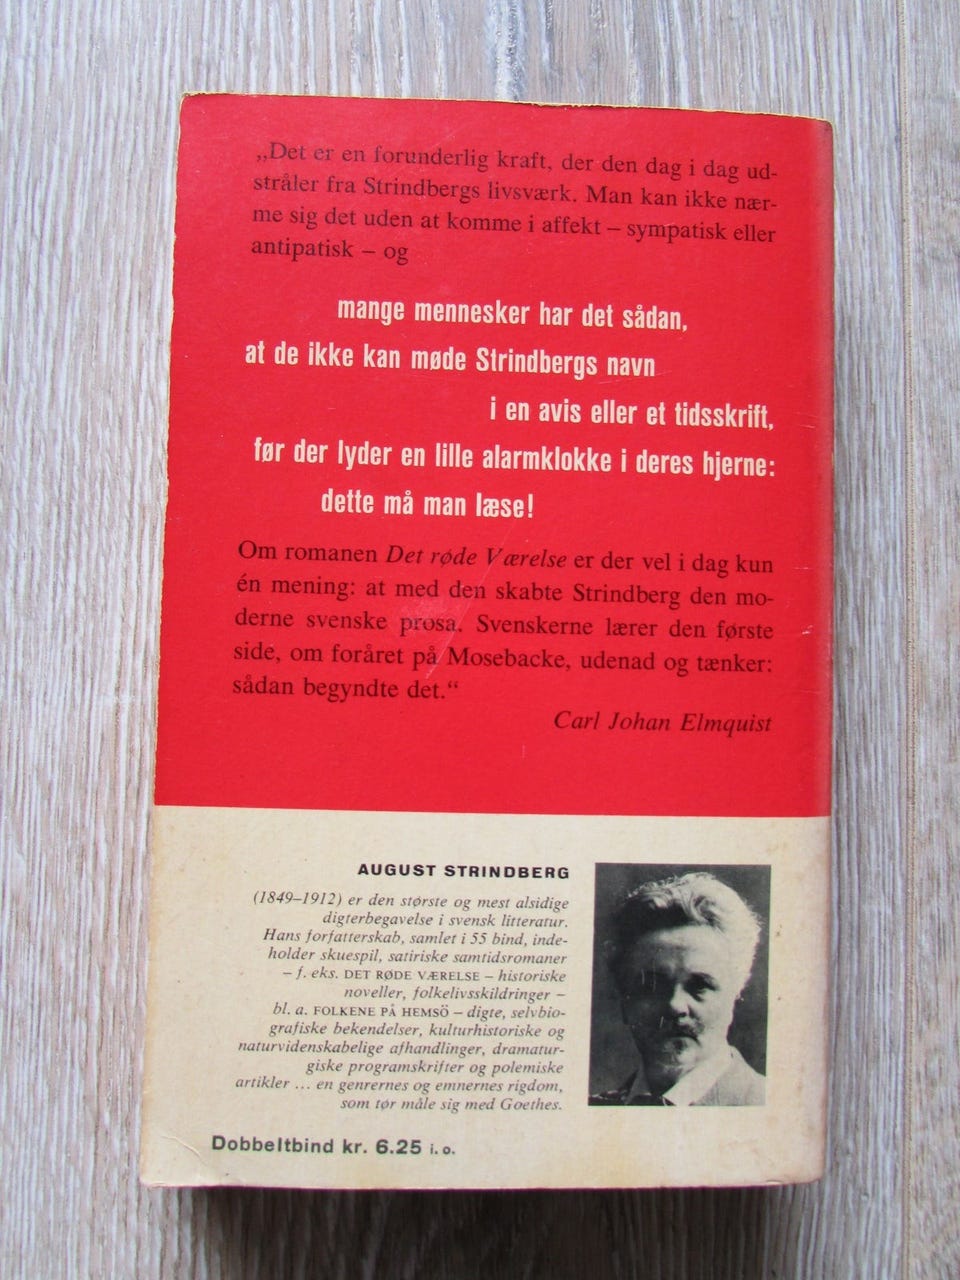 „Det er en forunderlig kraft, der den dag i dag ud-
stråler fra Strindbergs livsværk. Man kan ikke nær-
me sig det uden at komme i affekt – sympatisk eller
antipatisk – og
mange mennesker har det sådan,
at de ikke kan møde Strindbergs navn
i en avis eller et tidsskrift,
før der lyder en lille alarmklokke i deres hjerne:
dette må man læse!
Om romanen Det røde Værelse er der vel i dag kun
én mening: at med den skabte Strindberg den mo-
derne svenske prosa. Svenskerne lærer den første
side, om foråret på Mosebacke, udenad og tænker:
sådan begyndte det.“
Carl Johan Elmquist
AUGUST STRINDBERG
(1849–1912) er den største og mest alsidige
digterbegavelse i svensk litteratur.
Hans forfatterskab, samlet i 55 bind, inde-
holder skuespil, satiriske samtidsromaner
– f. eks. DET RØDE VÆRELSE – historiske
noveller, folkelivsskildringer –
bl. a. FOLKENE PÅ HEMSÖ – digte, selvbio-
grafiske bekendelser, kulturhistoriske og
naturvidenskabelige afhandlinger, dramatur-
giske programskrifter og polemiske
artikler ... en genrernes og emnernes rigdom,
som tør måle sig med Goethes.
Dobbeltbind kr. 6.25 i.o.